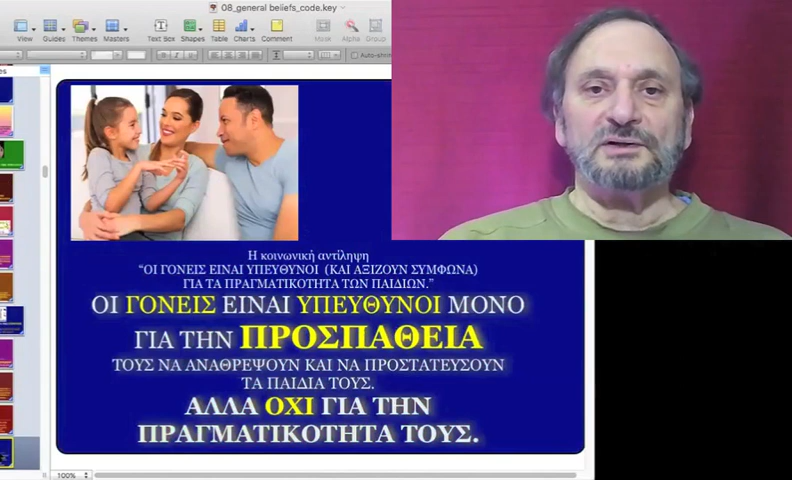 08_general beliefs_code.key
View Guides Themes Masters Text Box Shapes Table Charts Comment Mask Alpha Group
Auto-shrink
Η κοινωνική αντίληψη
“ΟΙ ΓΟΝΕΙΣ ΕΙΝΑΙ ΥΠΕΥΘΥΝΟΙ (ΚΑΙ ΑΞΙΖΟΥΝ ΣΥΜΦΩΝΑ)
ΓΙΑ ΤΑ ΠΡΑΓΜΑΤΙΚΟΤΗΤΑ ΤΩΝ ΠΑΙΔΙΩΝ.”
ΟΙ ΓΟΝΕΙΣ ΕΙΝΑΙ ΥΠΕΥΘΥΝΟΙ ΜΟΝΟ
ΓΙΑ ΤΗΝ ΠΡΟΣΠΑΘΕΙΑ
ΤΟΥΣ ΝΑ ΑΝΑΘΡΕΨΟΥΝ ΚΑΙ ΝΑ ΠΡΟΣΤΑΤΕΥΣΟΥΝ
ΤΑ ΠΑΙΔΙΑ ΤΟΥΣ.
ΑΛΛΑ ΟΧΙ ΓΙΑ ΤΗΝ
ΠΡΑΓΜΑΤΙΚΟΤΗΤΑ ΤΟΥΣ.
100%